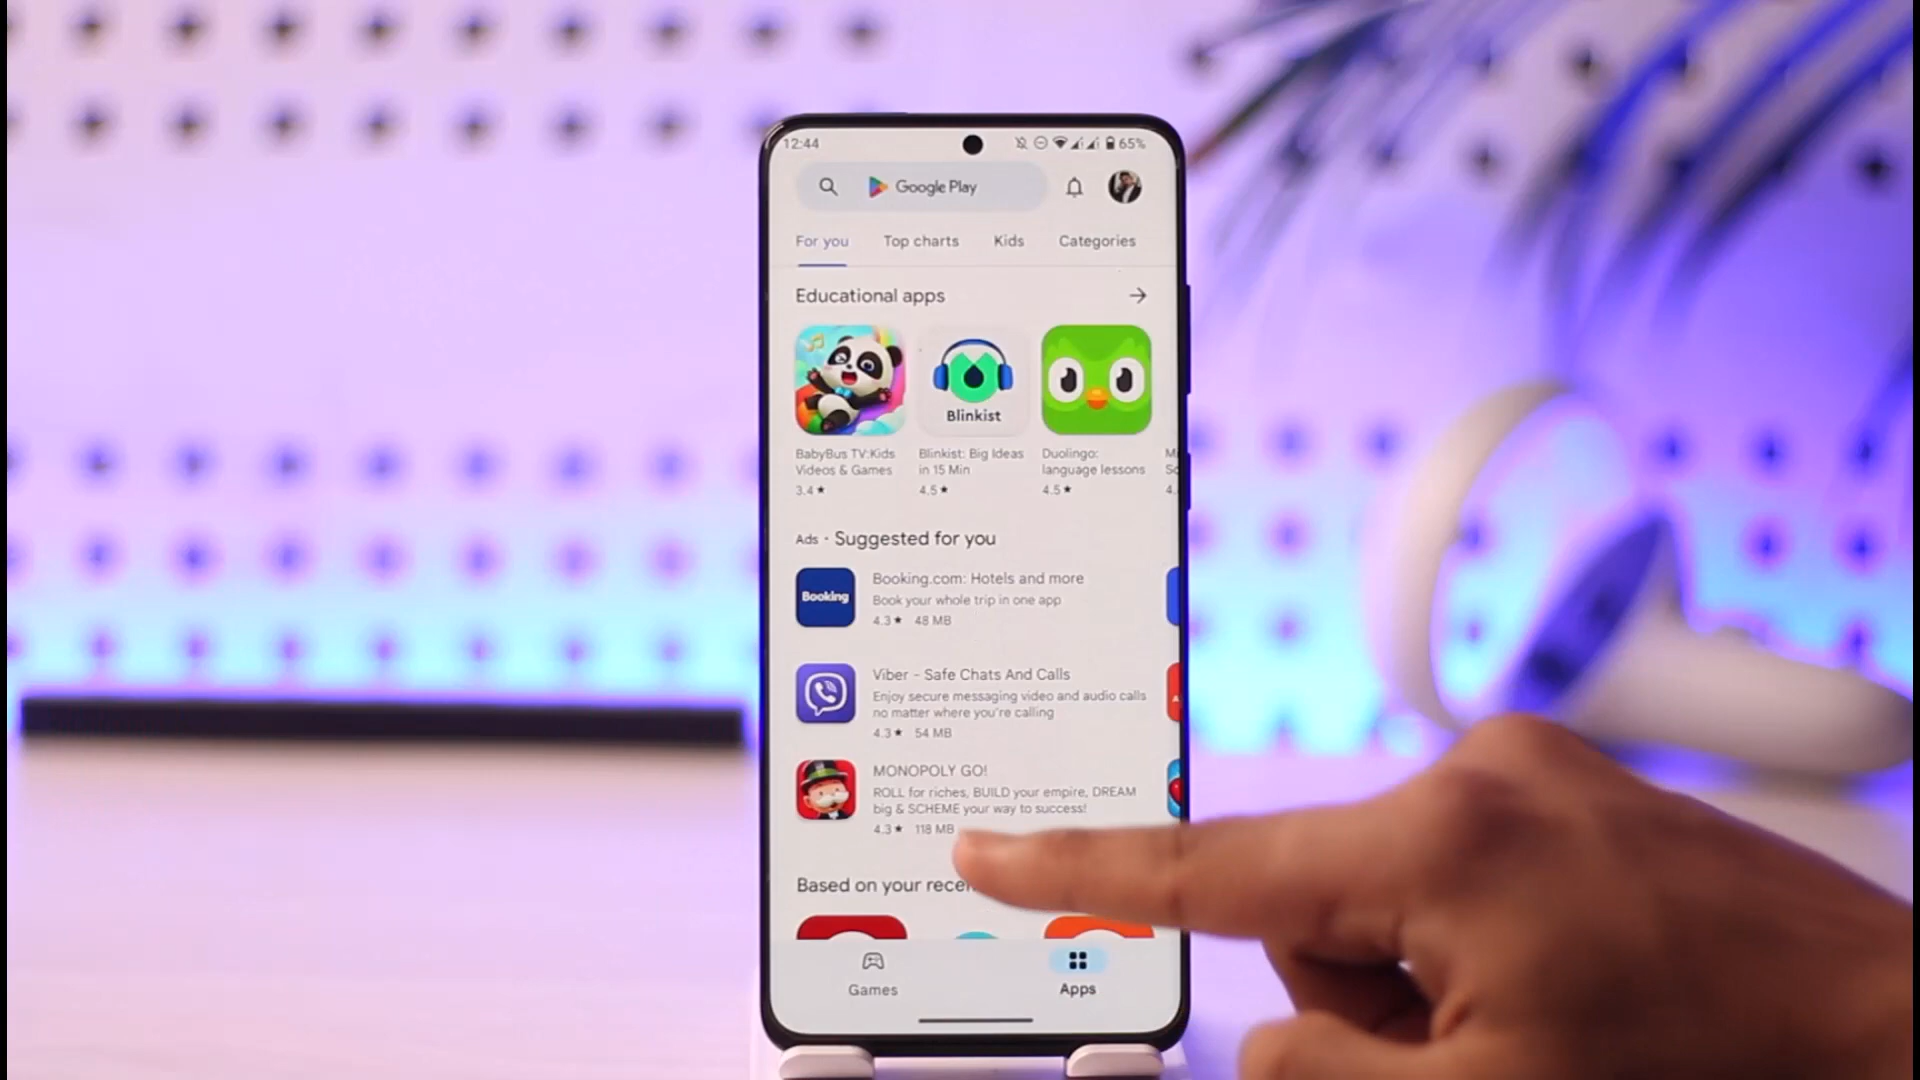 12:44
65%
Google Play
For you Top charts Kids Categories
Educational apps
Blinkist
BabyBus TV:Kids
Videos & Games
3.4★
Blinkist: Big Ideas
in 15 Min
4.5★
Duolingo:
language lessons
4.5★
4.
Ads · Suggested for you
Booking
Booking.com: Hotels and more
Book your whole trip in one app
4.3★ 48 MB
Viber - Safe Chats And Calls
Enjoy secure messaging video and audio calls
no matter where you're calling
4.3★ 54 MB
MONOPOLY GO!
ROLL for riches, BUILD your empire, DREAM
big & SCHEME your way to success!
4.3★ 118 MB
Based on your
Games
Apps